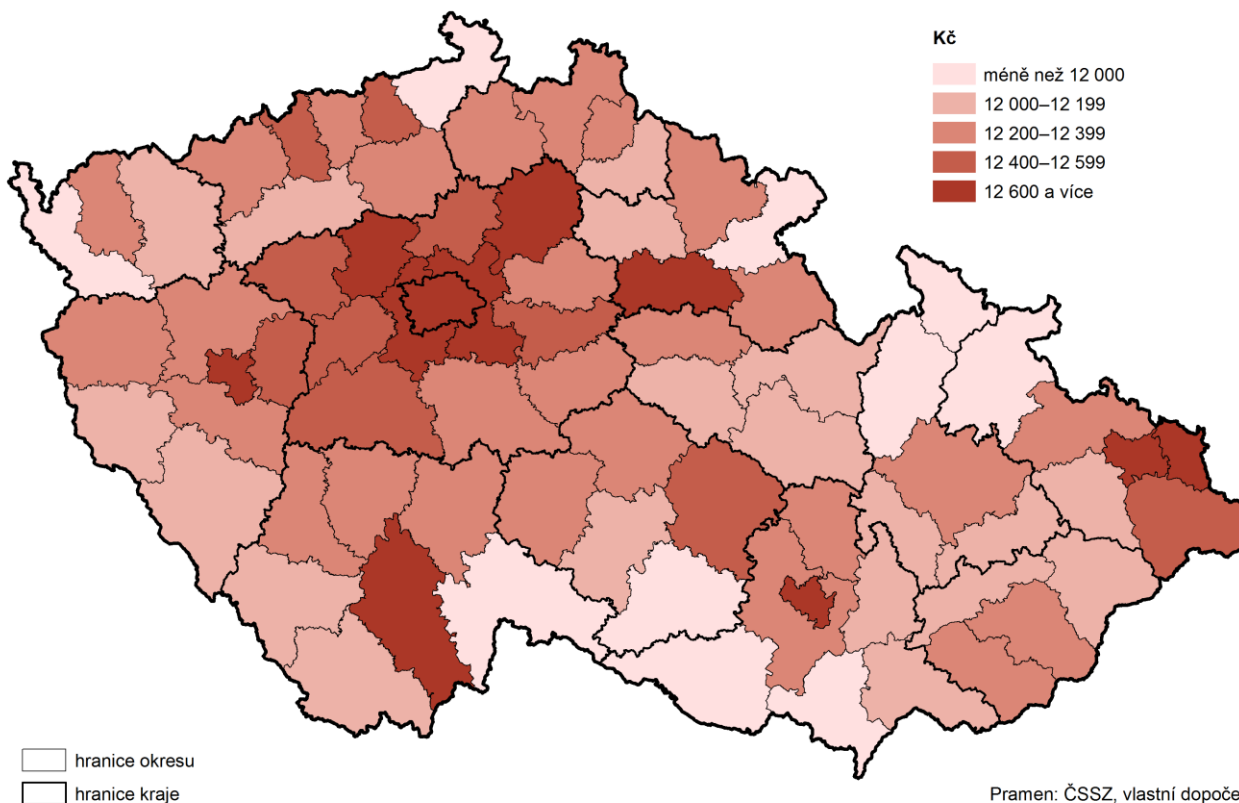 Kč
méně než 12 000
12 000–12 199
12 200–12 399
12 400–12 599
12 600 a více
hranice okresu
hranice kraje
Pramen: ČSSZ, vlastní dopoče